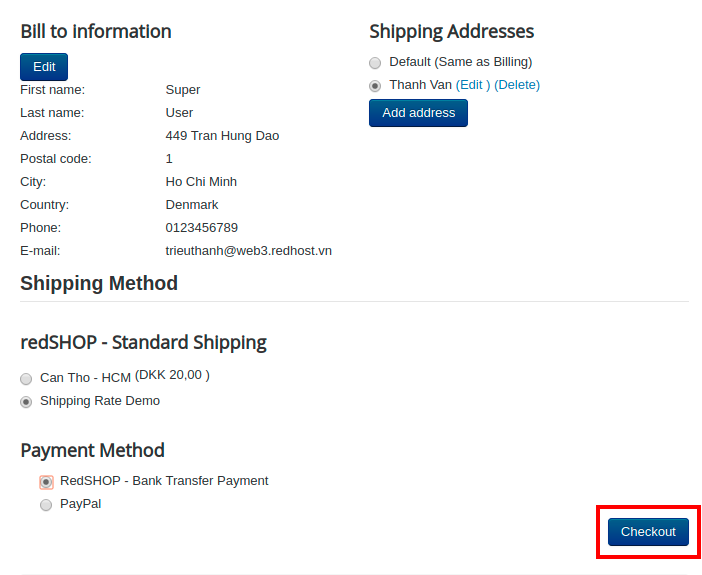 Bill to information
Edit
First name: Super
Last name: User
Address: 449 Tran Hung Dao
Postal code: 1
City: Ho Chi Minh
Country: Denmark
Phone: 0123456789
E-mail: trieuthanh@web3.redhost.vn
Shipping Addresses
Default (Same as Billing)
Thanh Van (Edit ) (Delete)
Add address
Shipping Method
redSHOP - Standard Shipping
Can Tho - HCM (DKK 20,00 )
Shipping Rate Demo
Payment Method
RedSHOP - Bank Transfer Payment
PayPal
Checkout